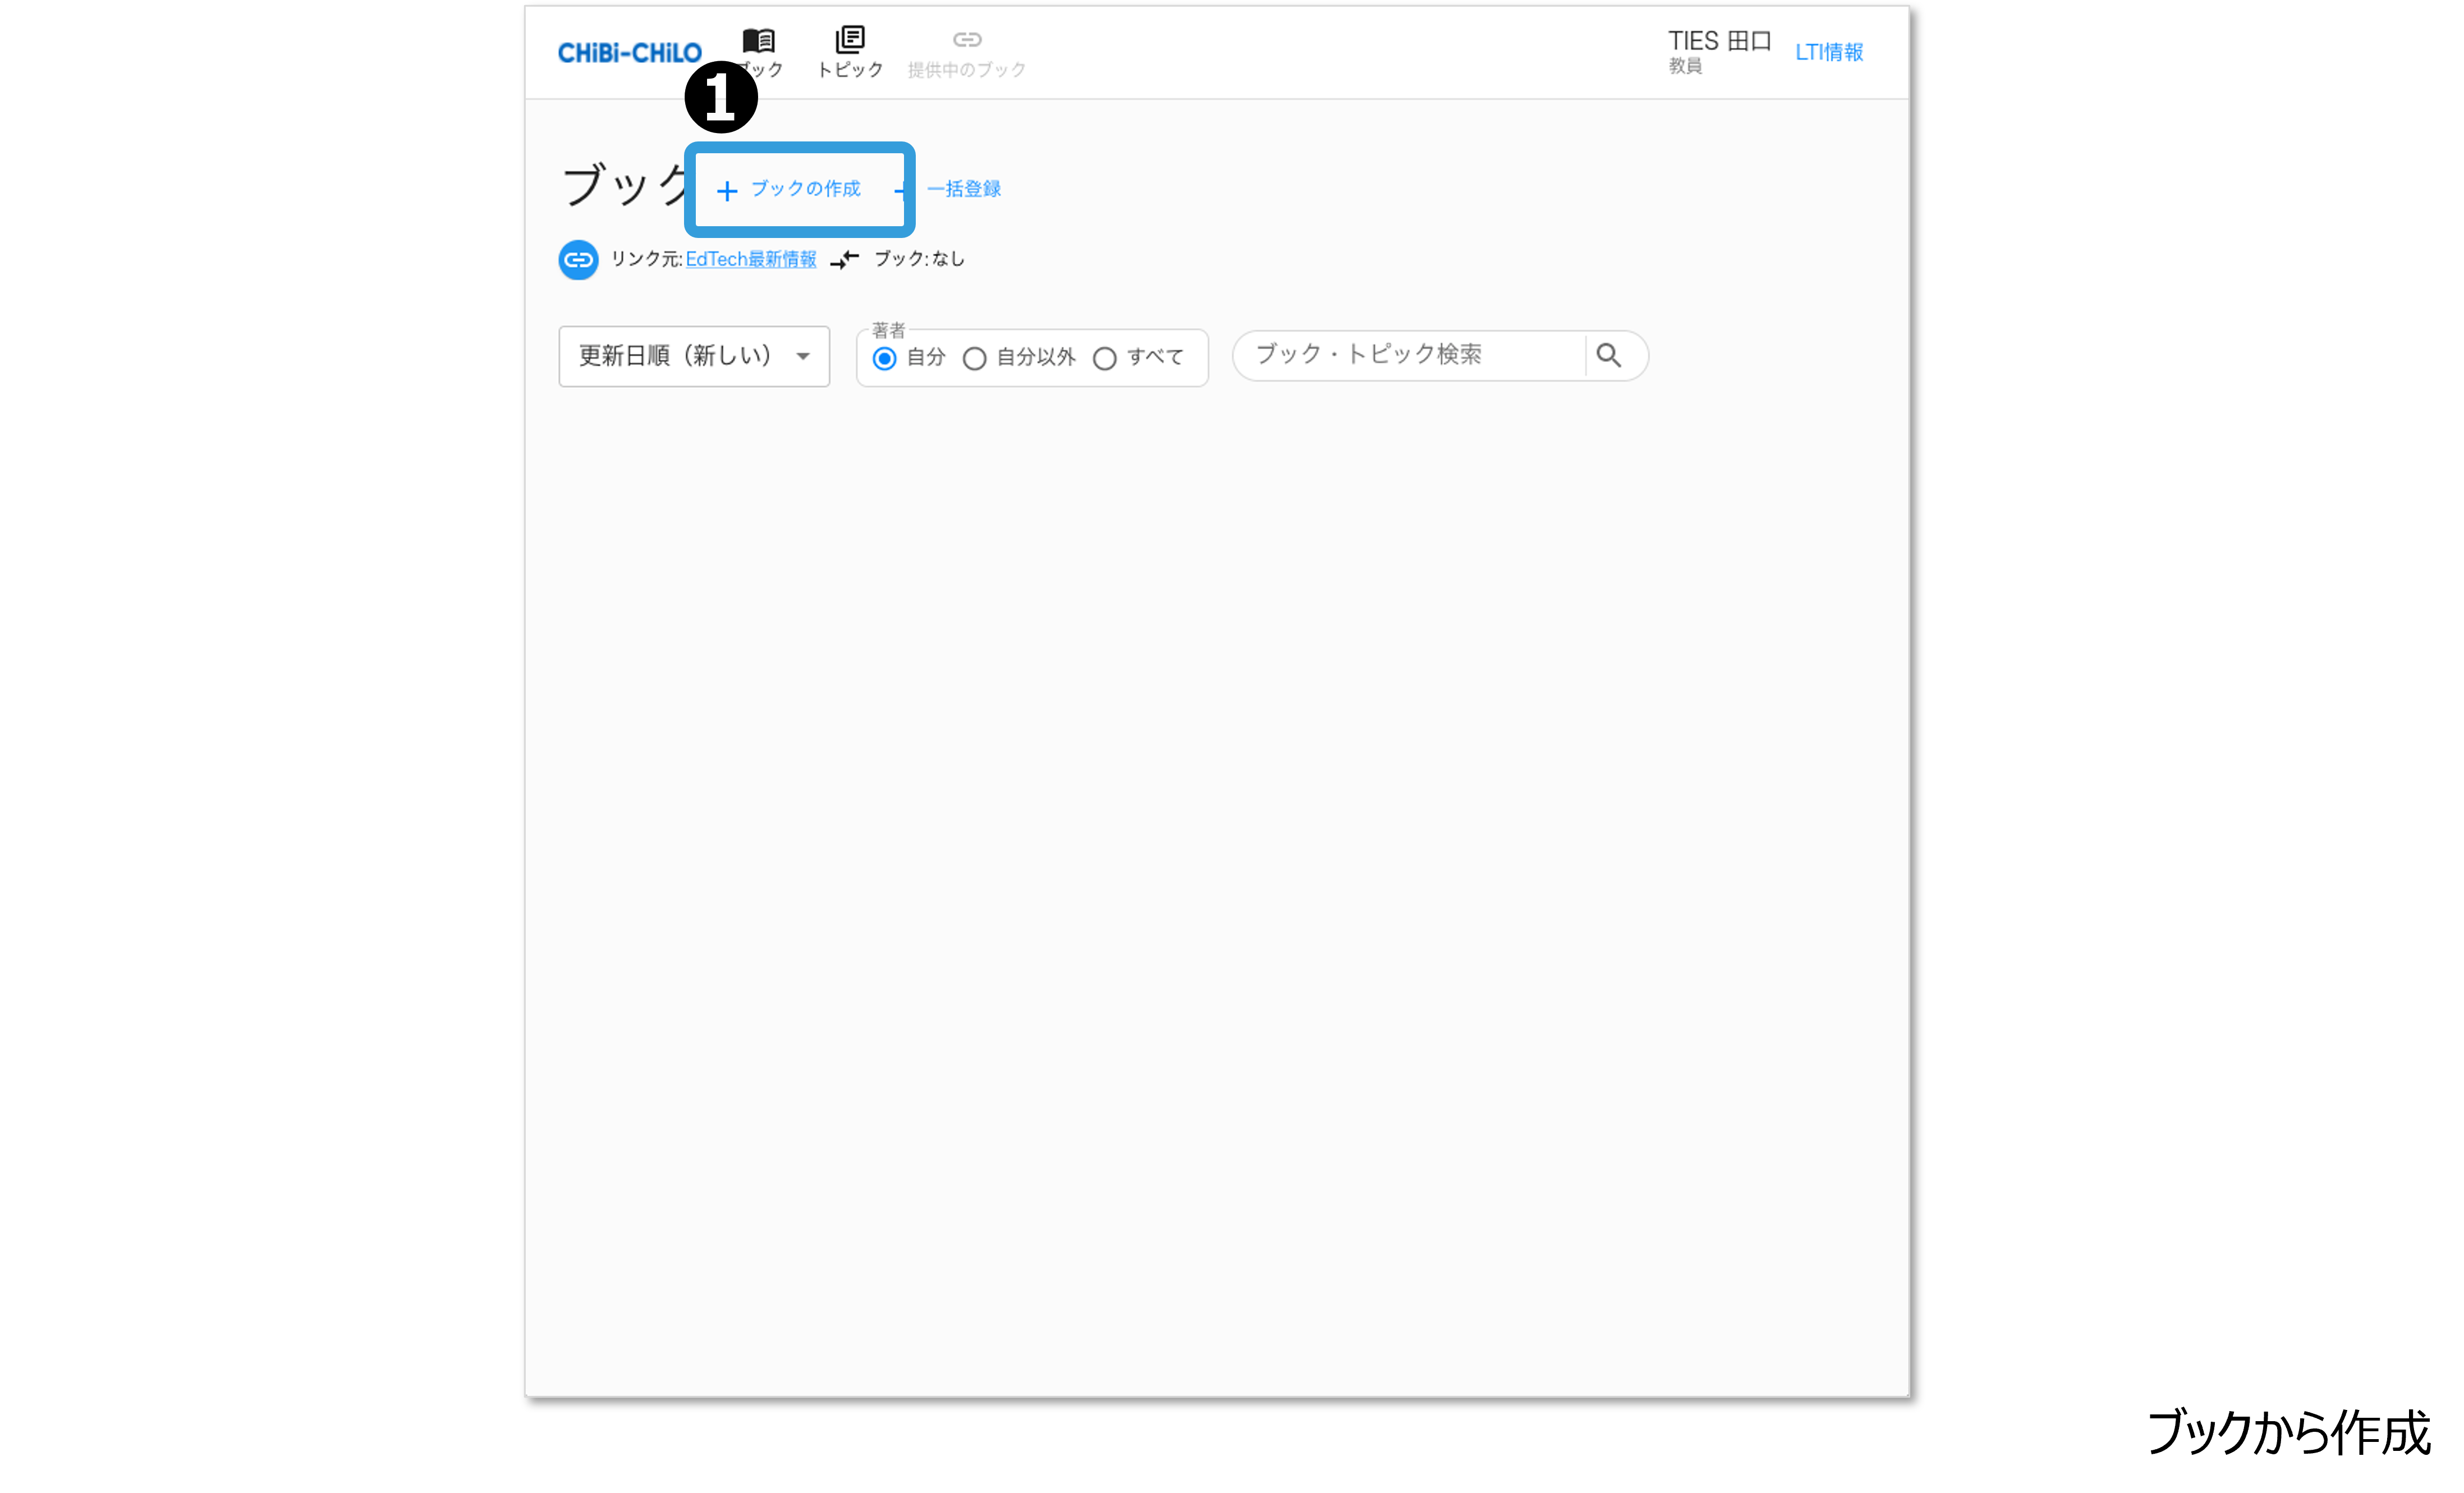 CHiBi-CHiLO ブック トピック 提供中のブック TIES 田口 LTI情報
教員
1
ブック + ブックの作成 + 一括登録
リンク元: EdTech最新情報 ブック: なし
著者
更新日順（新しい） 自分 自分以外 すべて ブック・トピック検索
ブックから作成